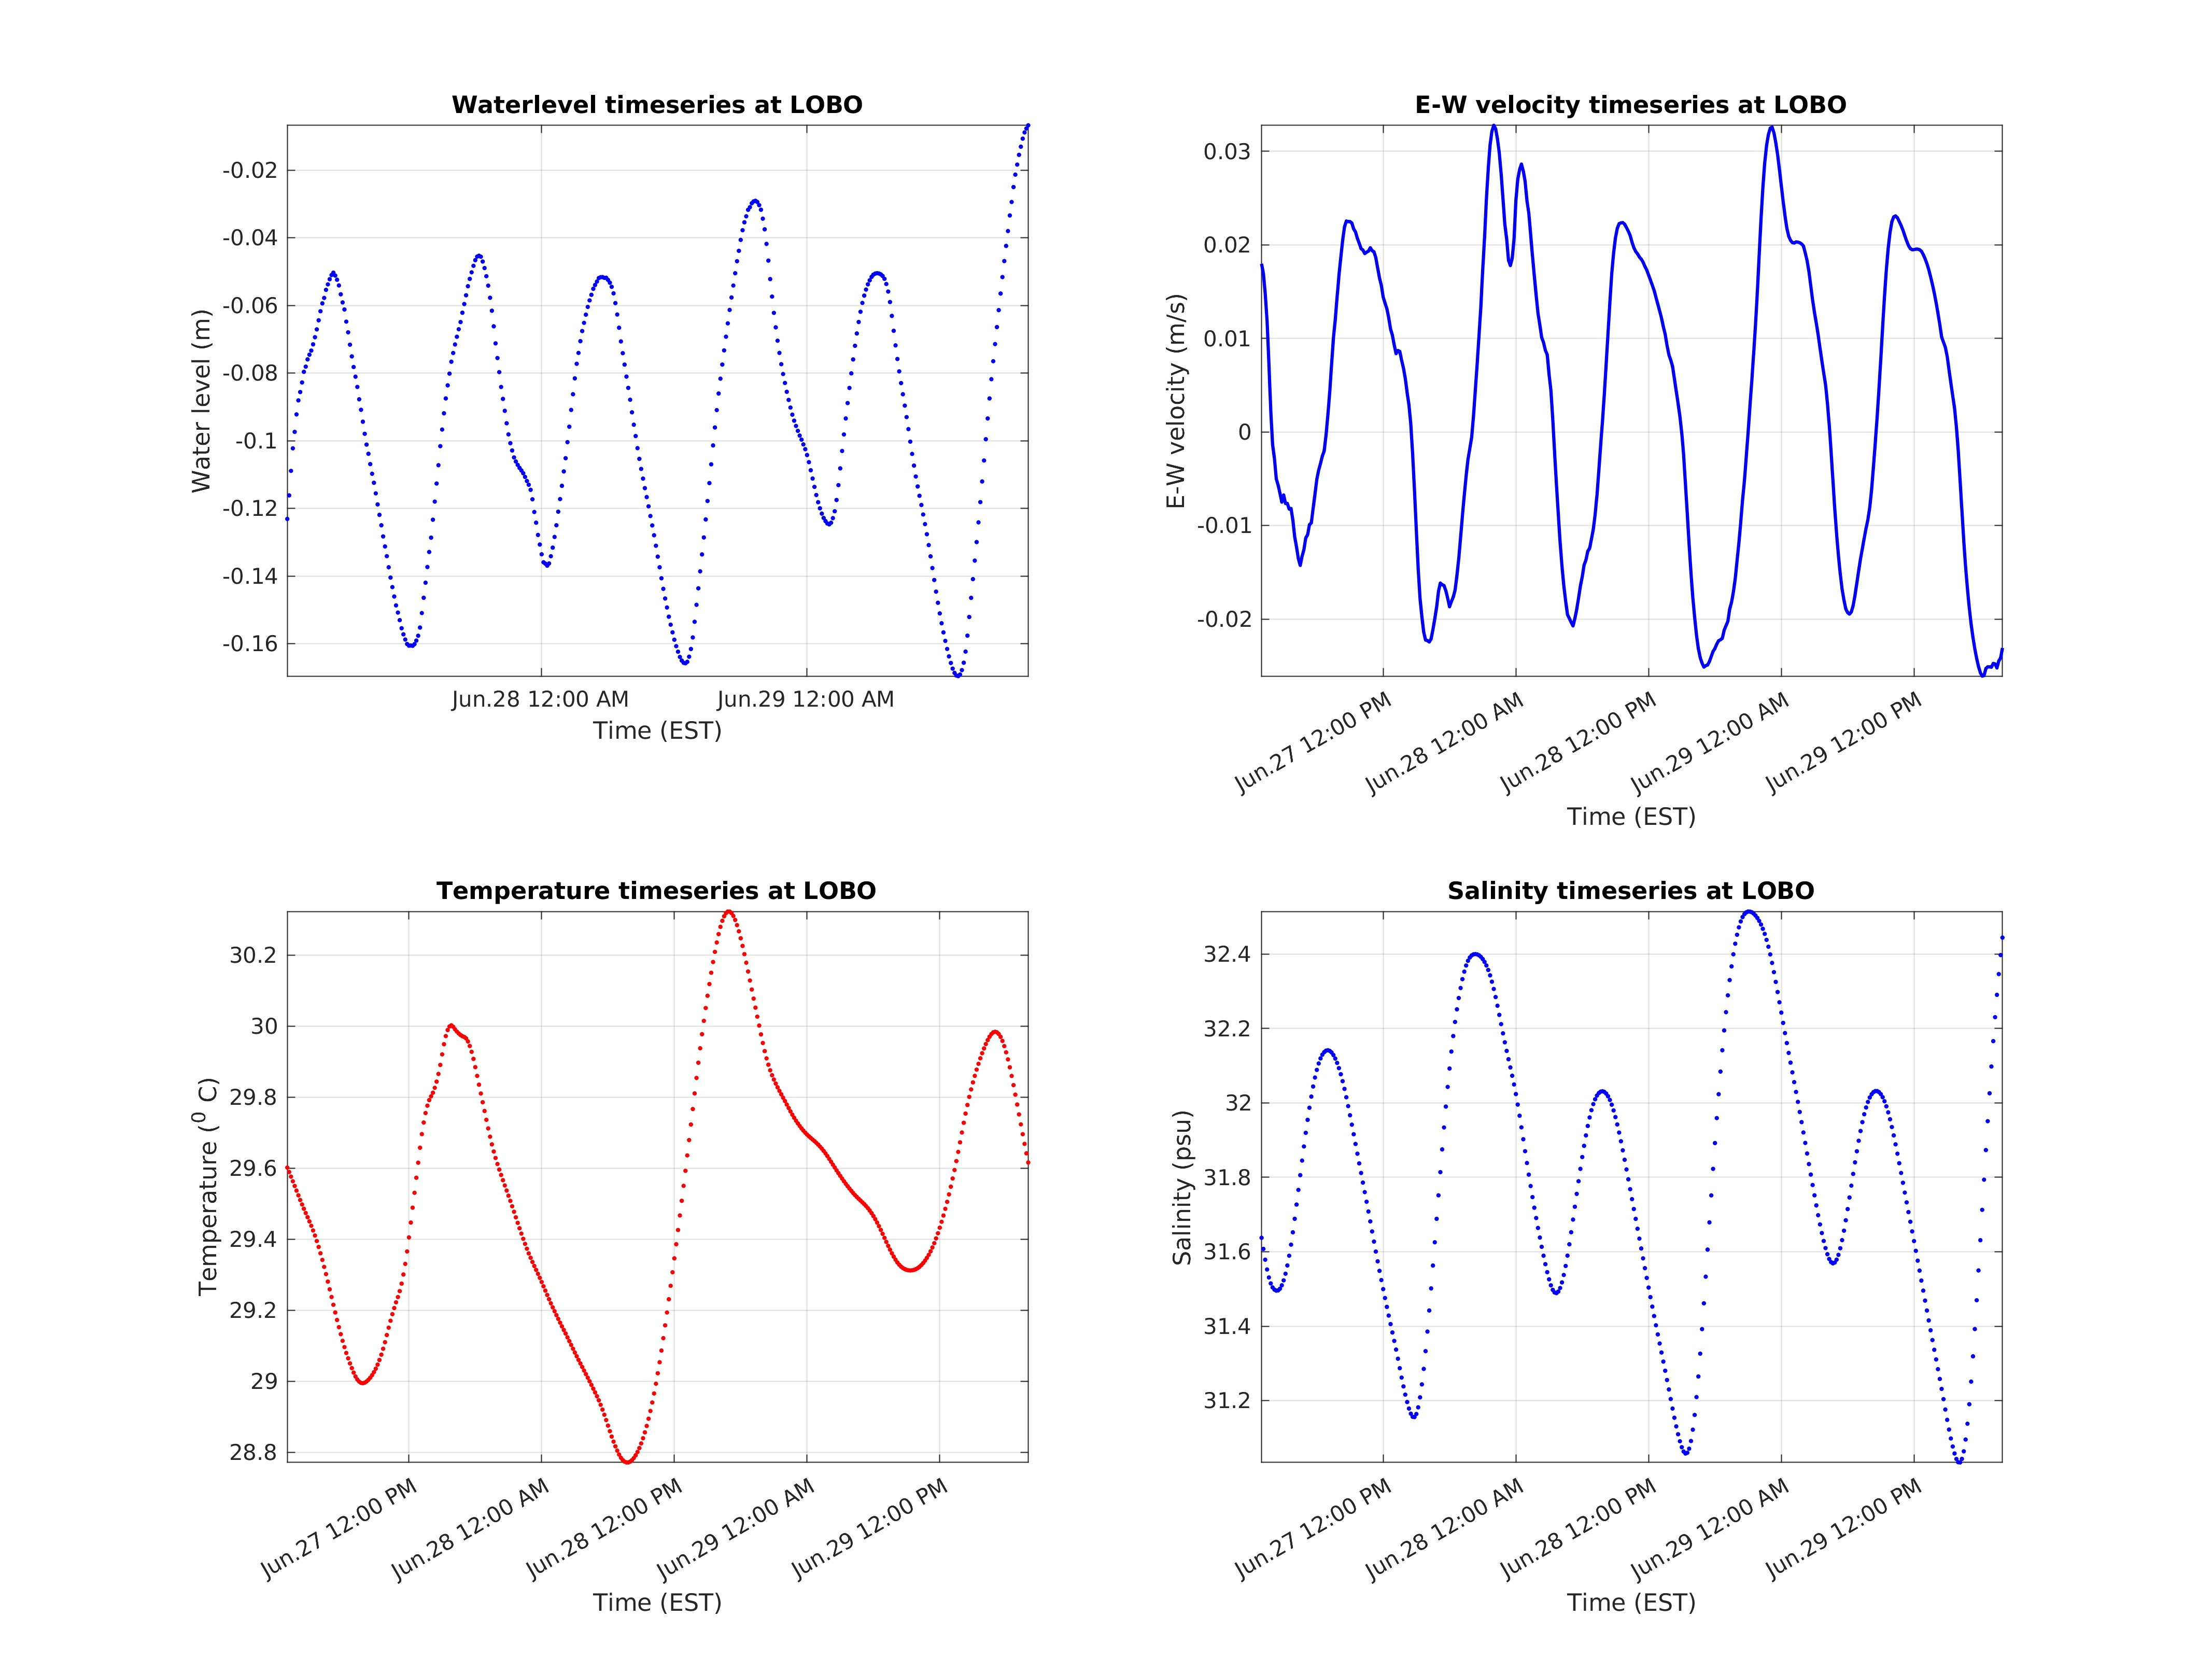 Waterlevel timeseries at LOBO
-0.02
-0.04
-0.06
-0.08
-0.1
-0.12
-0.14
-0.16
Water level (m)
Jun.28 12:00 AM
Jun.29 12:00 AM
Time (EST)
E-W velocity timeseries at LOBO
0.03
0.02
0.01
0
-0.01
-0.02
E-W velocity (m/s)
Jun.27 12:00 PM
Jun.28 12:00 AM
Jun.28 12:00 PM
Jun.29 12:00 AM
Jun.29 12:00 PM
Time (EST)
Temperature timeseries at LOBO
30.2
30
29.8
29.6
29.4
29.2
29
28.8
Temperature (⁰ C)
Jun.27 12:00 PM
Jun.28 12:00 AM
Jun.28 12:00 PM
Jun.29 12:00 AM
Jun.29 12:00 PM
Time (EST)
Salinity timeseries at LOBO
32.4
32.2
32
31.8
31.6
31.4
31.2
Salinity (psu)
Jun.27 12:00 PM
Jun.28 12:00 AM
Jun.28 12:00 PM
Jun.29 12:00 AM
Jun.29 12:00 PM
Time (EST)